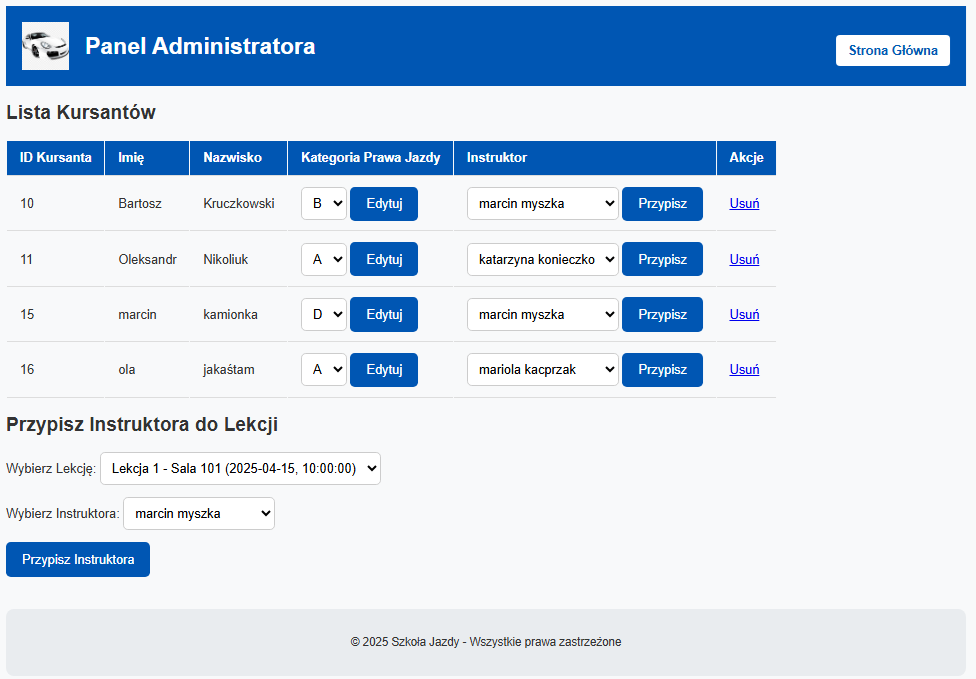 Panel Administratora
Strona Główna
Lista Kursantów
ID Kursanta Imię Nazwisko Kategoria Prawa Jazdy Instruktor Akcje
10 Bartosz Kruczkowski B Edytuj marcin myszka Przypisz Usuń
11 Oleksandr Nikoliuk A Edytuj katarzyna konieczko Przypisz Usuń
15 marcin kamionka D Edytuj marcin myszka Przypisz Usuń
16 ola jakaśtam A Edytuj mariola kacprzak Przypisz Usuń
Przypisz Instruktora do Lekcji
Wybierz Lekcję: Lekcja 1 - Sala 101 (2025-04-15, 10:00:00)
Wybierz Instruktora: marcin myszka
Przypisz Instruktora
© 2025 Szkoła Jazdy - Wszystkie prawa zastrzeżone